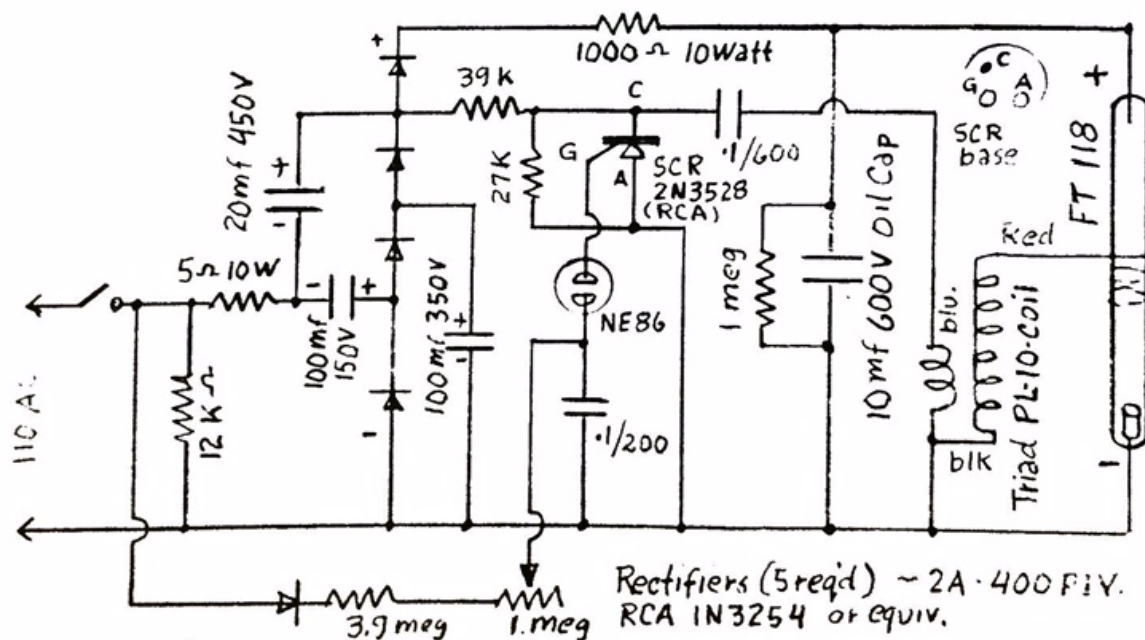 +
1000 Ω 10Watt
39K
C
G
A
SCR
2N3528
(RCA)
27K
.1/600
20mf 450V
+
-
5Ω 10W
-
+
100mf
150V
100mf 350V
+
-
-
12KΩ
110 AC
NE86
.1/200
1 meg
10mf 600V Oil Cap
C
G
A
SCR
base
+
FT 118
Red
blu.
blk
Triad PL-10-Coil
-
3.9 meg
1.meg
Rectifiers (5 req'd) ~ 2A · 400 PIV.
RCA 1N3254 or equiv.